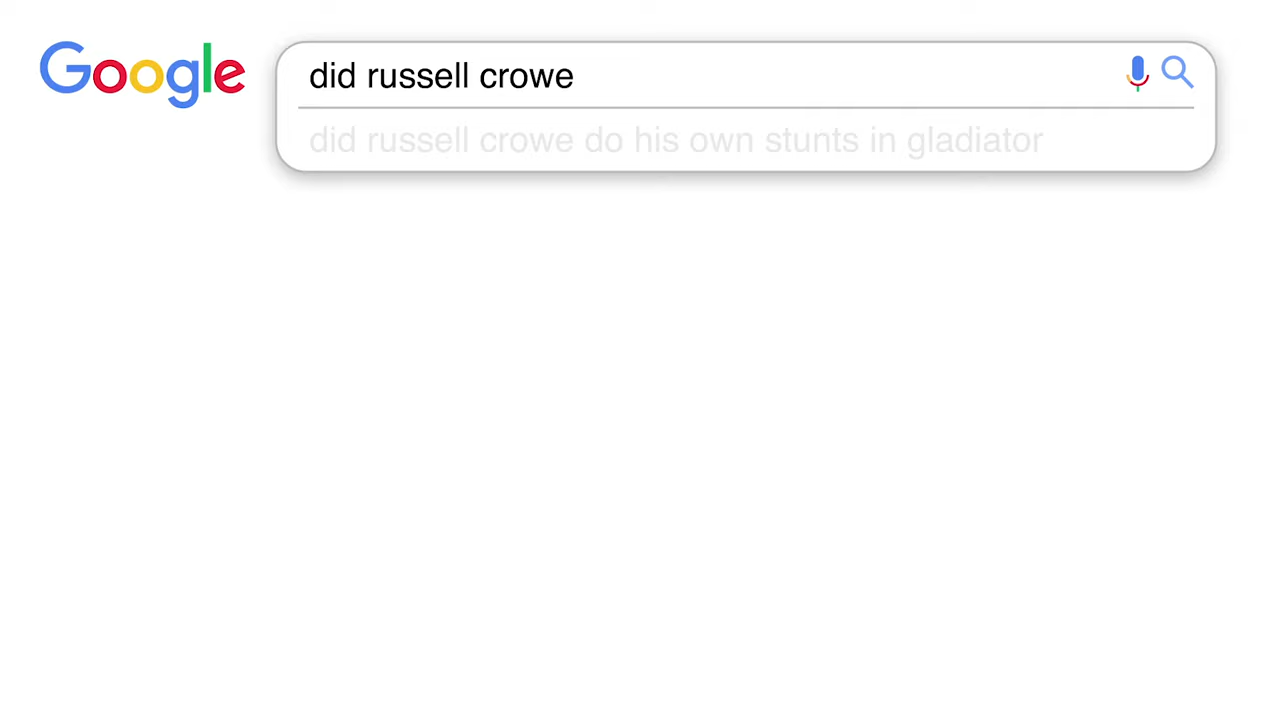 Google
did russell crowe
did russell crowe do his own stunts in gladiator